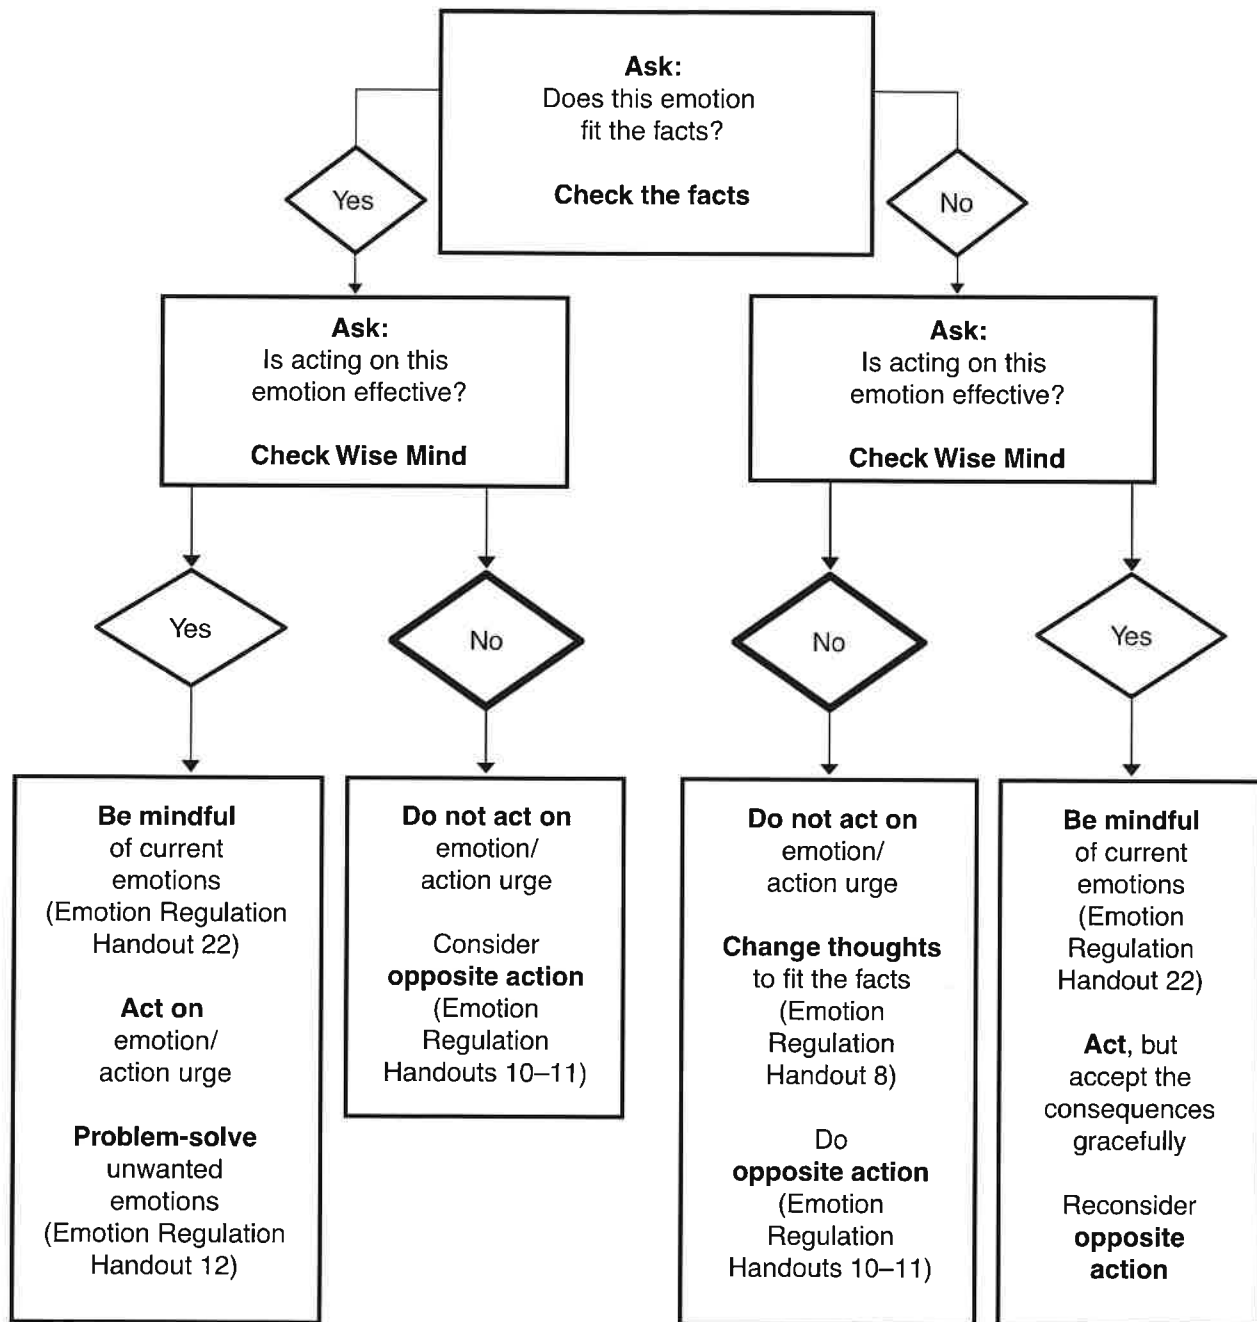 Ask:
Does this emotion
fit the facts?
Check the facts
Yes
No
Ask:
Is acting on this
emotion effective?
Check Wise Mind
Ask:
Is acting on this
emotion effective?
Check Wise Mind
Yes
No
No
Yes
Be mindful
of current
emotions
(Emotion Regulation
Handout 22)
Act on
emotion/
action urge
Problem-solve
unwanted
emotions
(Emotion Regulation
Handout 12)
Do not act on
emotion/
action urge
Consider
opposite action
(Emotion
Regulation
Handouts 10–11)
Do not act on
emotion/
action urge
Change thoughts
to fit the facts
(Emotion
Regulation
Handout 8)
Do
opposite action
(Emotion
Regulation
Handouts 10–11)
Be mindful
of current
emotions
(Emotion
Regulation
Handout 22)
Act, but
accept the
consequences
gracefully
Reconsider
opposite
action